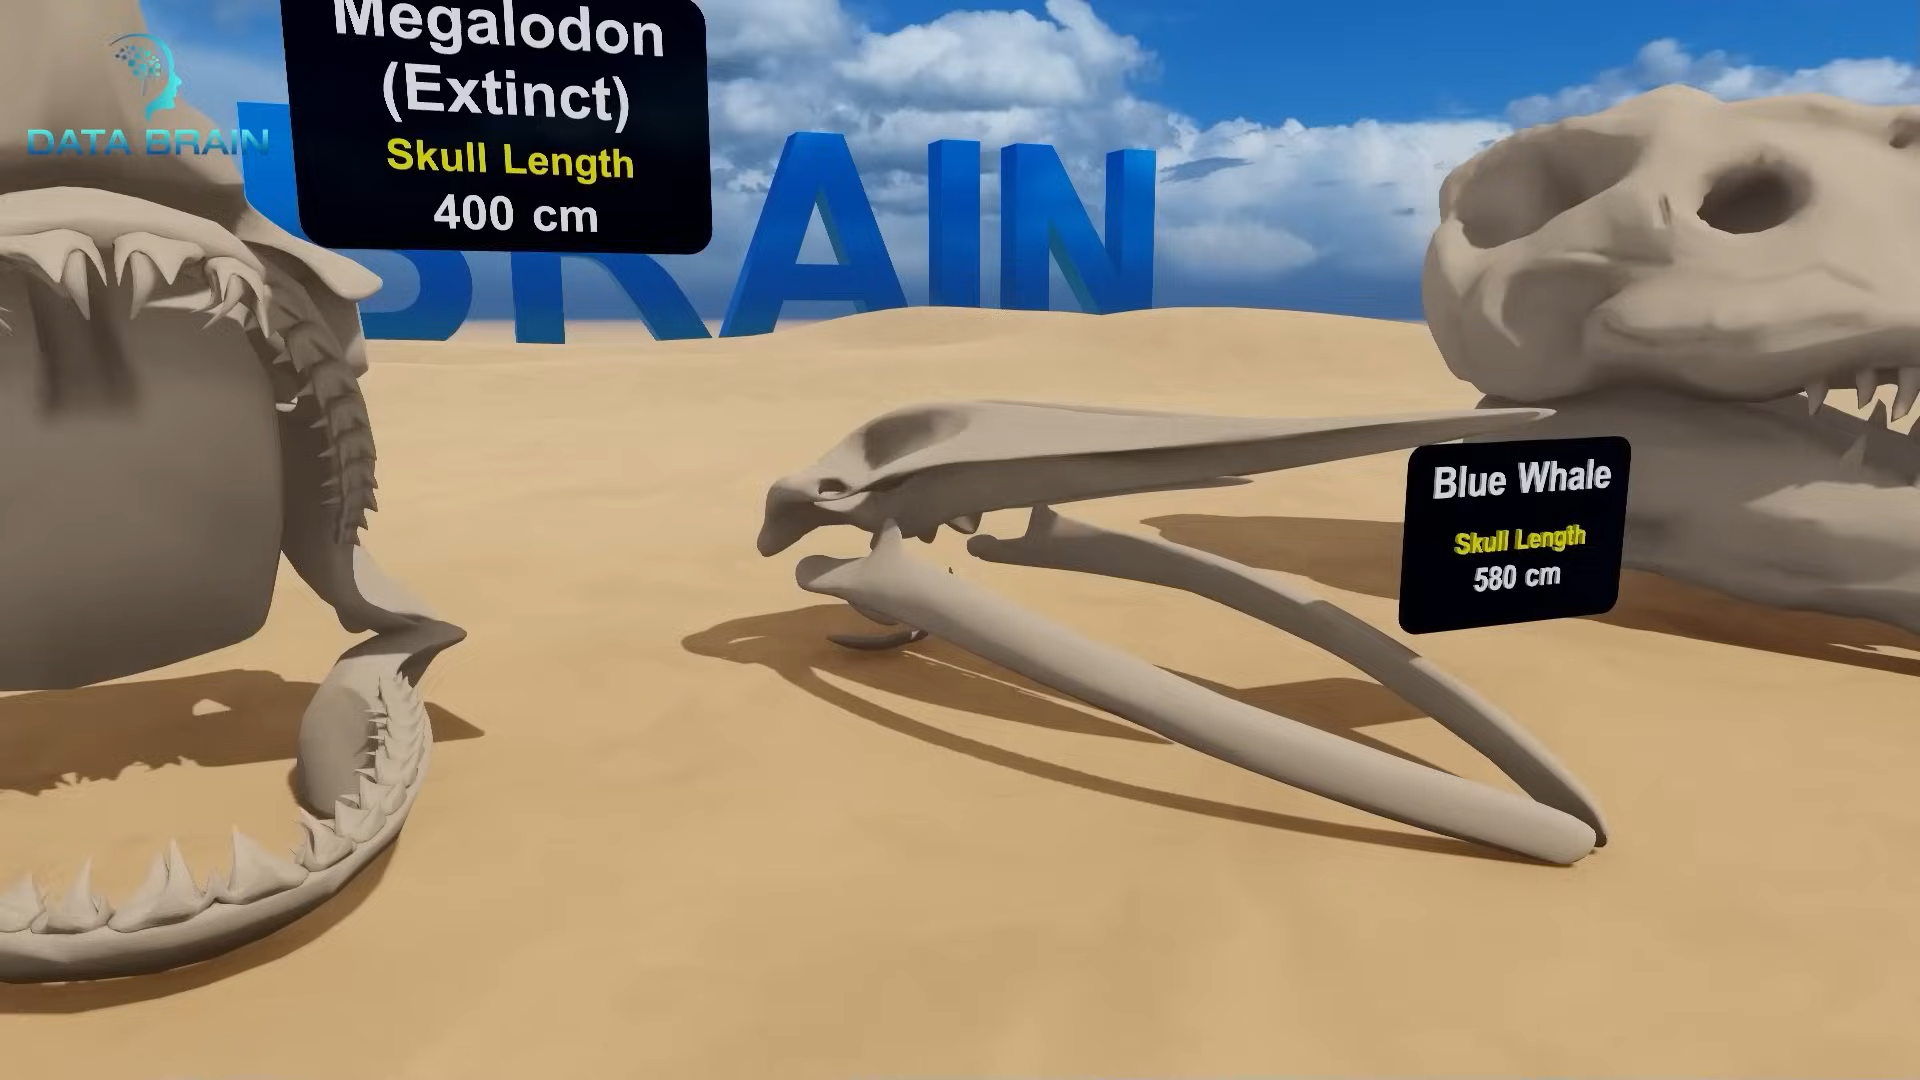 DATA BRAIN
Megalodon
(Extinct)
Skull Length
400 cm
BRAIN
Blue Whale
Skull Length
580 cm